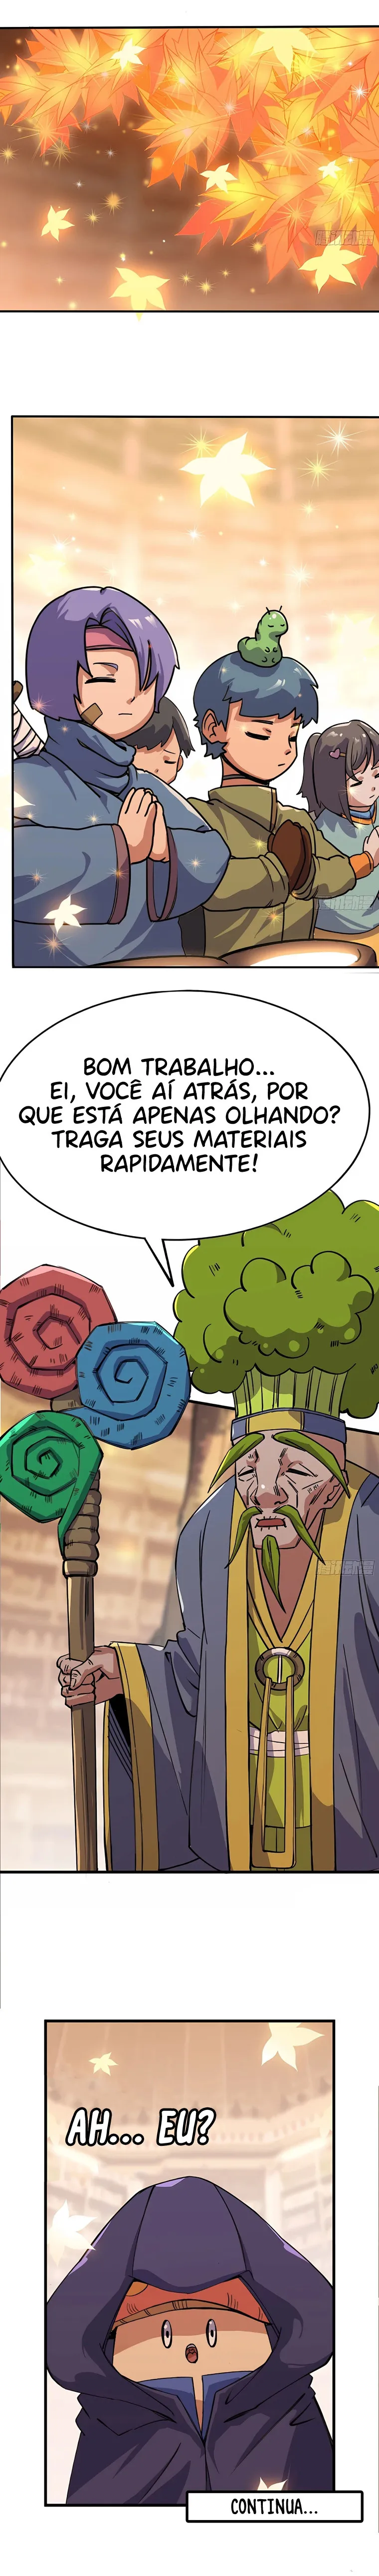 BOM TRABALHO...
EI, VOCÊ AÍ ATRÁS, POR
QUE ESTÁ APENAS OLHANDO?
TRAGA SEUS MATERIAIS
RAPIDAMENTE!
AH... EU?
CONTINUA...